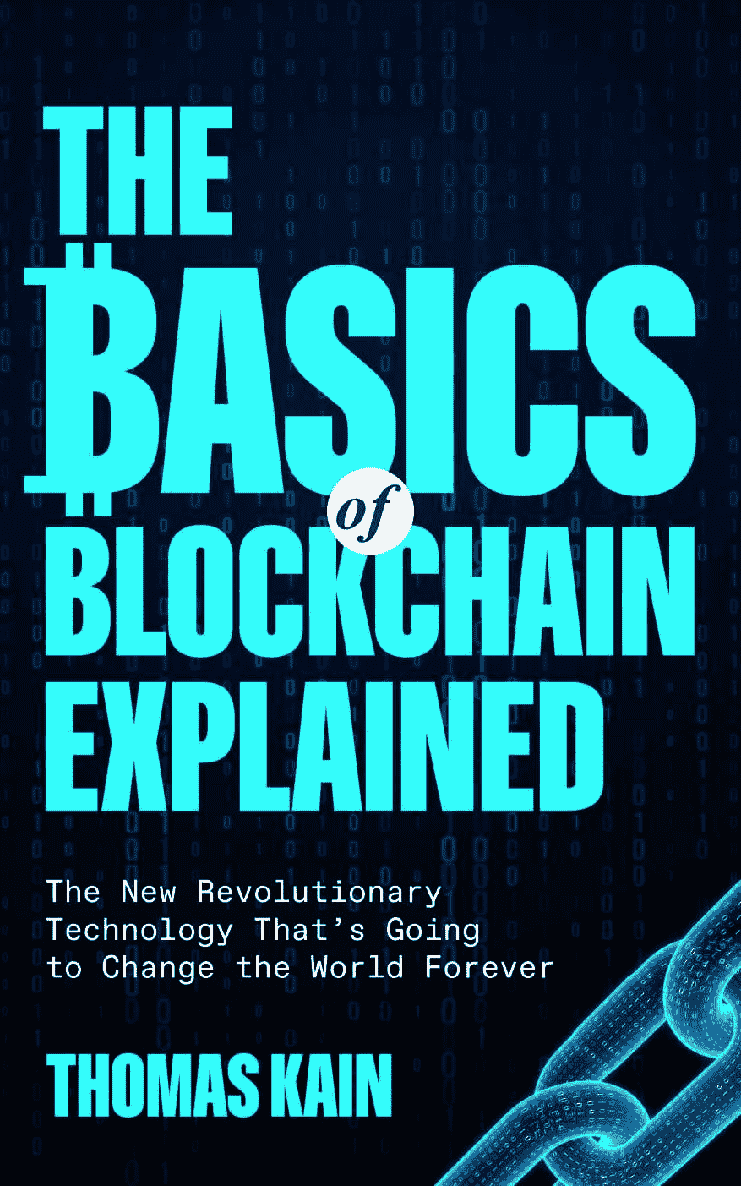 THE
BASICS
of
BLOCKCHAIN
EXPLAINED
The New Revolutionary
Technology That’s Going
to Change the World Forever
THOMAS KAIN